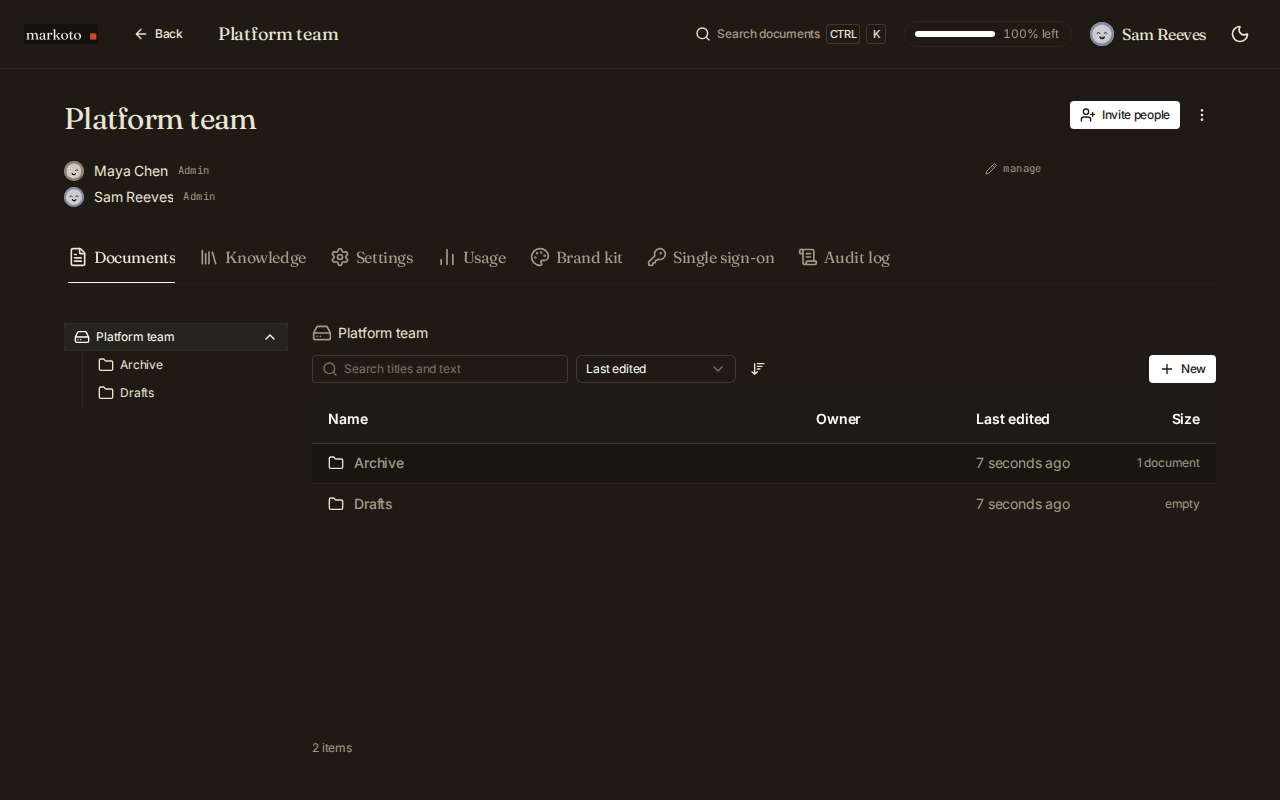 markoto
Back
Platform team
Search documents CTRL K
100% left
Sam Reeves
Platform team
Invite people
Maya Chen Admin
manage
Sam Reeves Admin
Documents Knowledge Settings Usage Brand kit Single sign-on Audit log
Platform team
Archive
Drafts
Platform team
Search titles and text
Last edited
New
Name Owner Last edited Size
Archive 7 seconds ago 1 document
Drafts 7 seconds ago empty
2 items